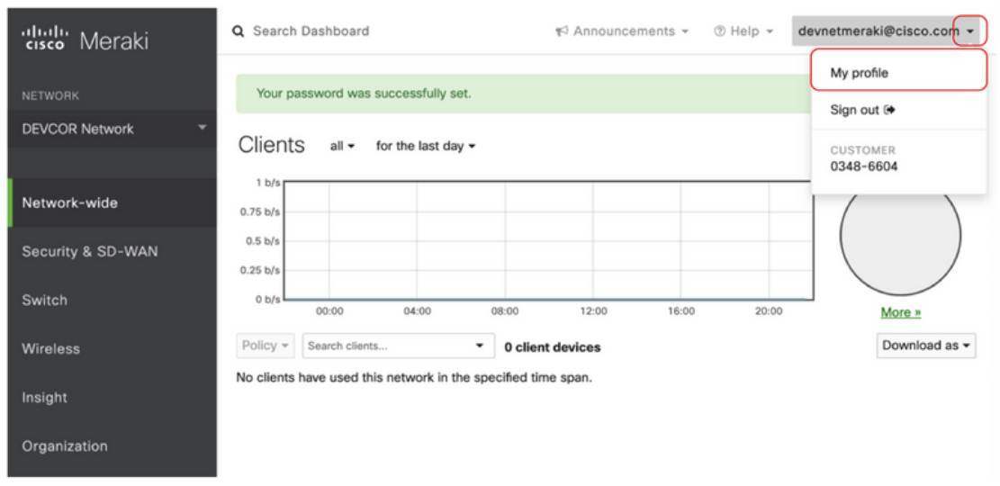 cisco Meraki
NETWORK
DEVCOR Network
Network-wide
Security & SD-WAN
Switch
Wireless
Insight
Organization
Search Dashboard
Announcements
Help
devnetmeraki@cisco.com
My profile
Sign out
CUSTOMER
0348-6604
Your password was successfully set.
Clients all for the last day
1 b/s
0.75 b/s
0.5 b/s
0.25 b/s
0 b/s
00:00 04:00 08:00 12:00 16:00 20:00
More »
Policy Search clients... 0 client devices Download as
No clients have used this network in the specified time span.